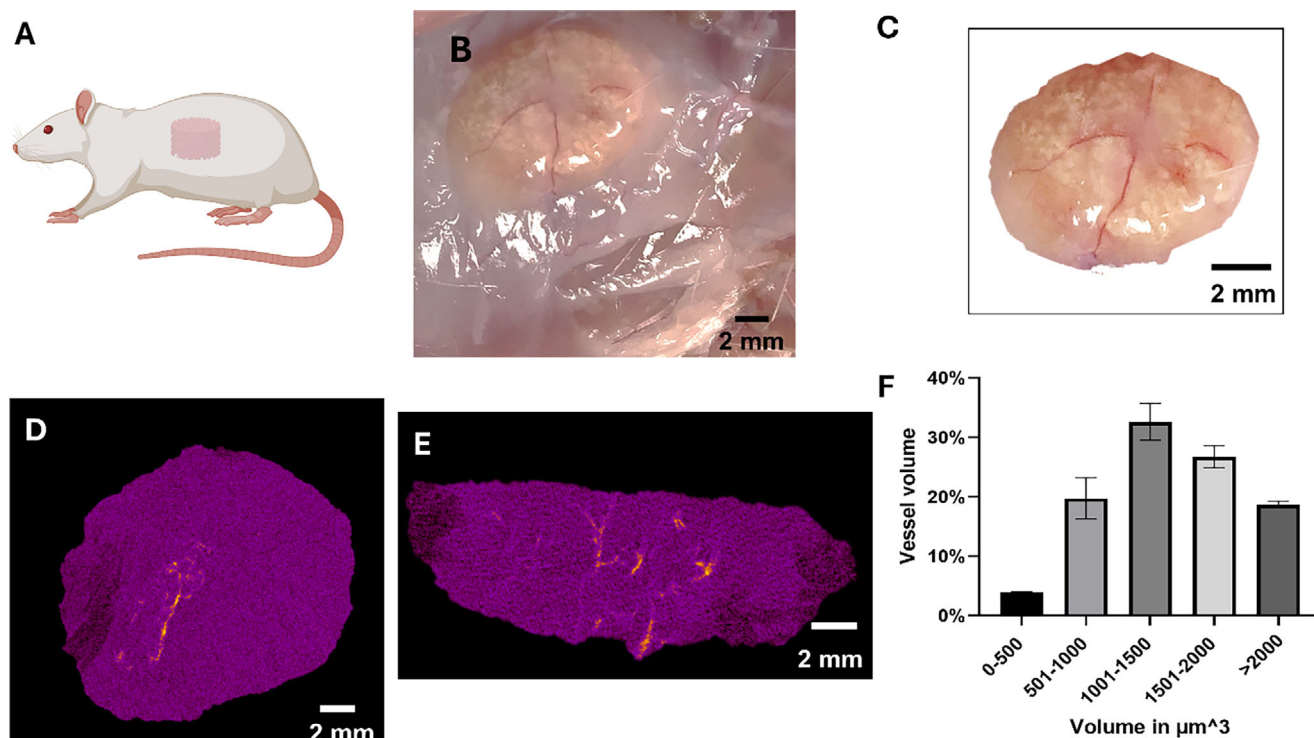 A
B
2 mm
C
2 mm
D
2 mm
E
2 mm
F
Vessel volume
40%
30%
20%
10%
0%
0-500
501-1000
1001-1500
1501-2000
>2000
Volume in µm^3